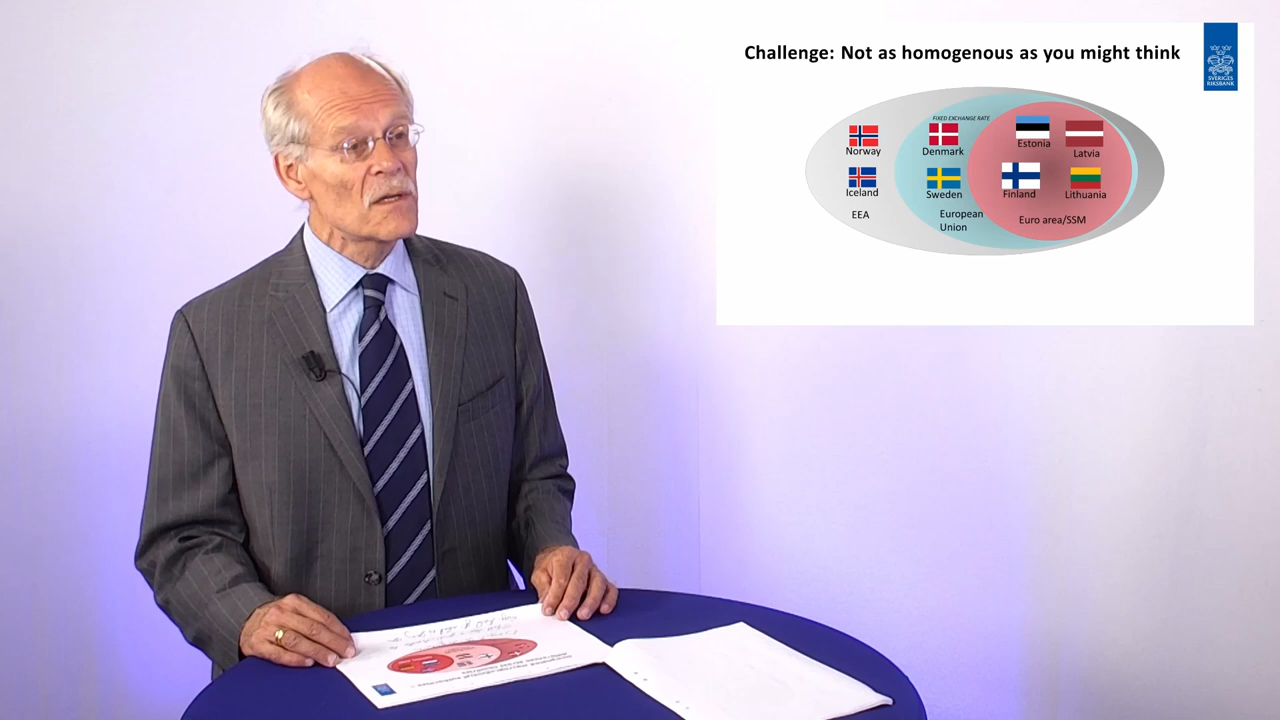 Challenge: Not as homogenous as you might think
SVERIGES
RIKSBANK
FIXED EXCHANGE RATE
Norway
Denmark
Estonia
Latvia
Iceland
Sweden
Finland
Lithuania
EEA
European
Union
Euro area/SSM